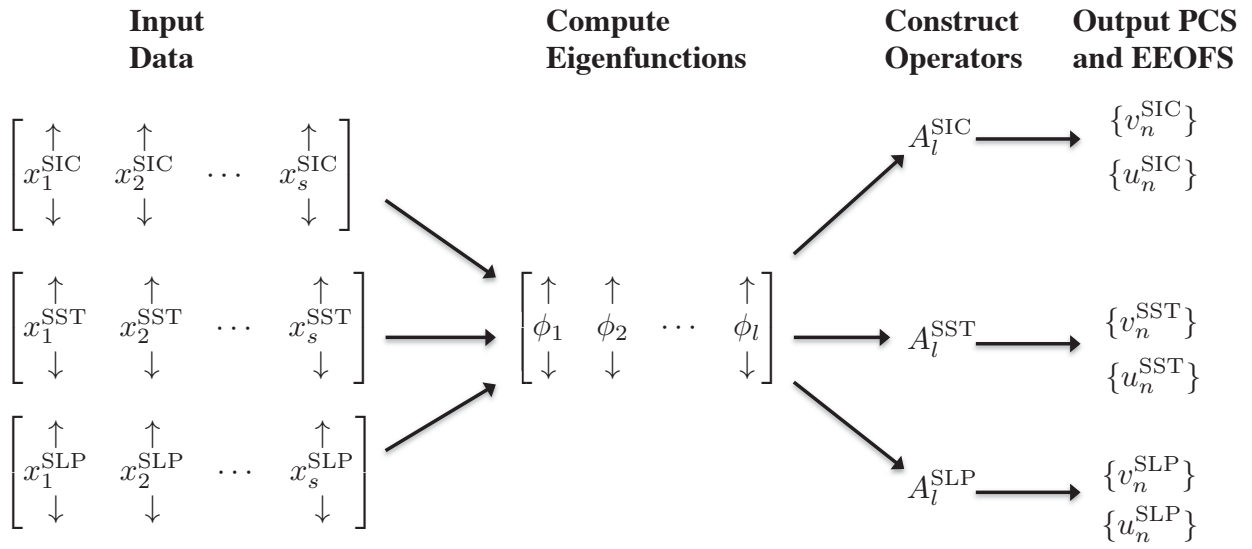 Input
Data
Compute
Eigenfunctions
Construct
Operators
Output PCS
and EEOFS
↑ ↑ ↑
x_1^SIC x_2^SIC ⋯ x_s^SIC
↓ ↓ ↓
↑ ↑ ↑
x_1^SST x_2^SST ⋯ x_s^SST
↓ ↓ ↓
↑ ↑ ↑
x_1^SLP x_2^SLP ⋯ x_s^SLP
↓ ↓ ↓
↑ ↑ ↑
ϕ_1 ϕ_2 ⋯ ϕ_l
↓ ↓ ↓
A_l^SIC
A_l^SST
A_l^SLP
{v_n^SIC}
{u_n^SIC}
{v_n^SST}
{u_n^SST}
{v_n^SLP}
{u_n^SLP}